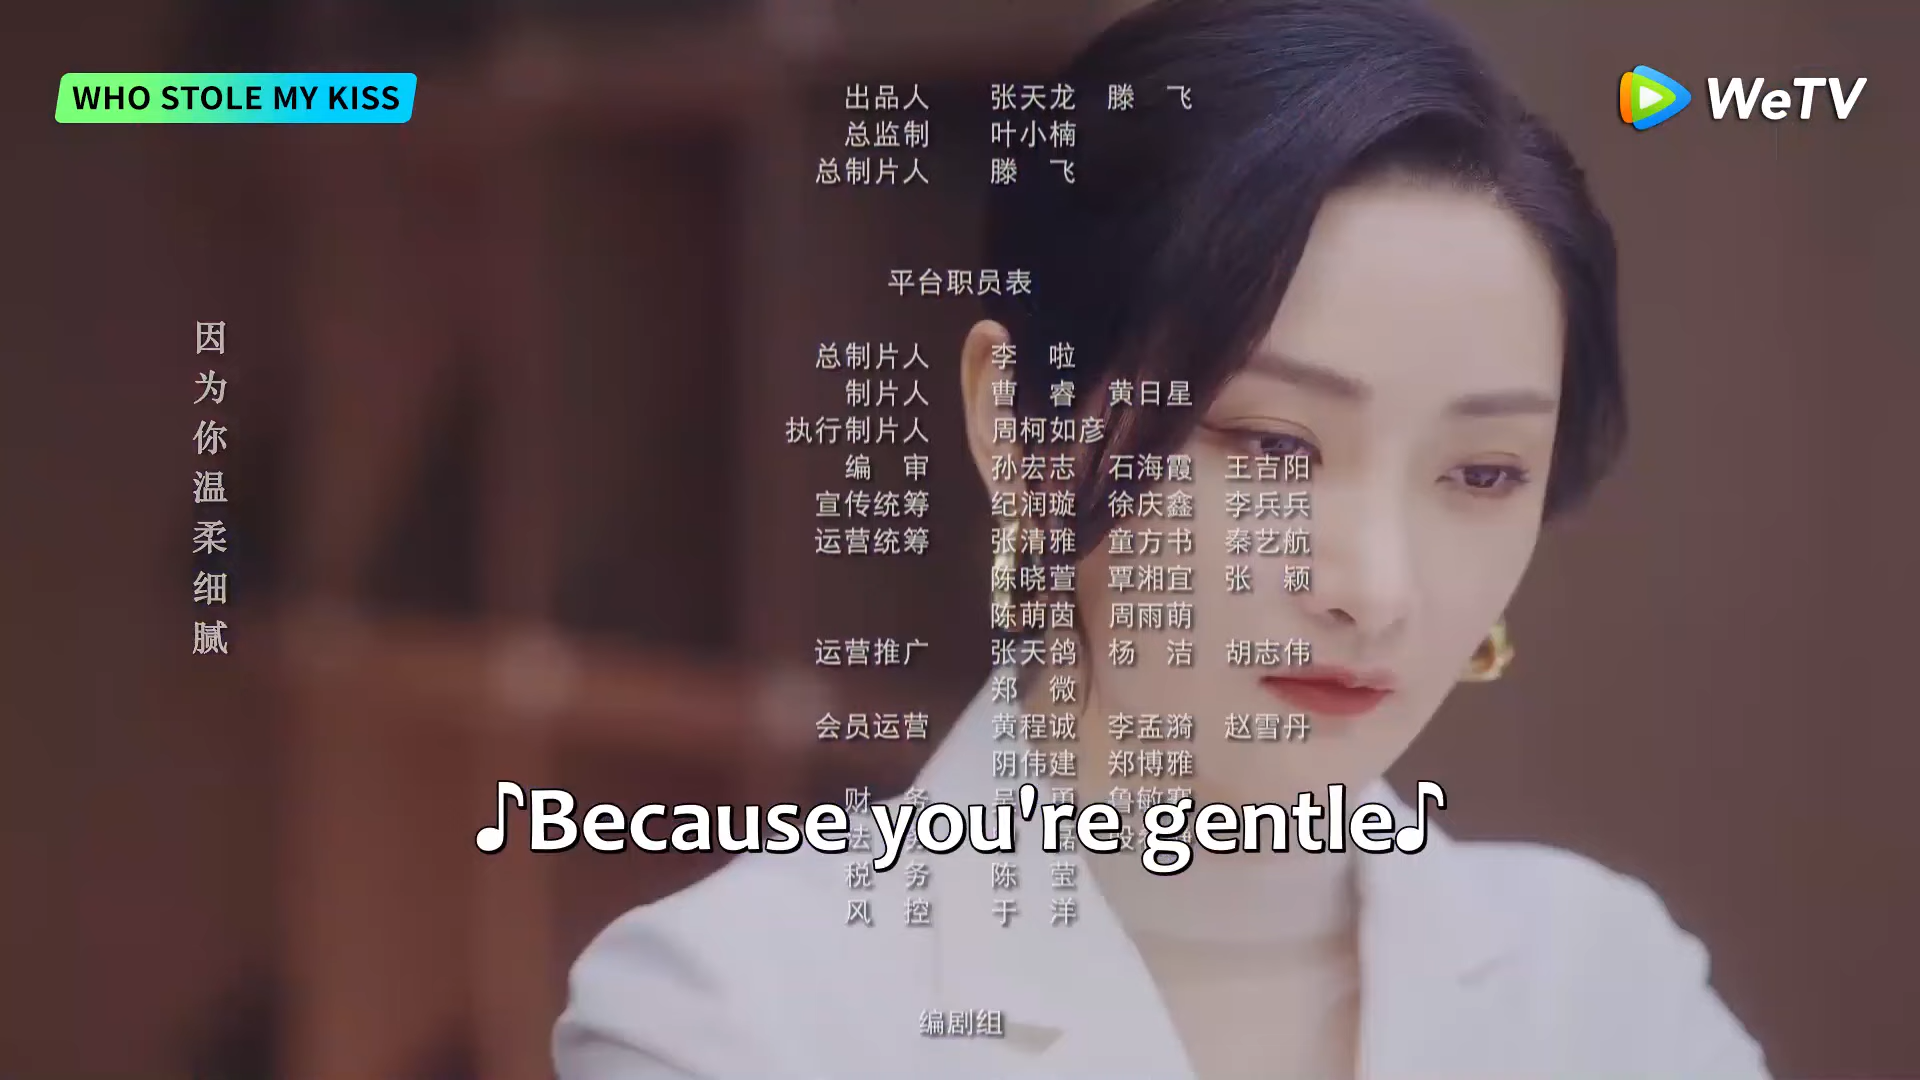 WHO STOLE MY KISS
WeTV
出品人 张天龙 滕 飞
总监制 叶小楠
总制片人 滕 飞
平台职员表
总制片人 李 啦
制片人 曹 睿 黄日星
执行制片人 周柯如彦
编 审 孙宏志 石海霞 王吉阳
宣传统筹 纪润璇 徐庆鑫 李兵兵
运营统筹 张清雅 童方书 秦艺航
陈晓萱 覃湘宜 张 颖
陈萌茵 周雨萌
运营推广 张天鸽 杨 洁 胡志伟
郑 微
会员运营 黄程诚 李孟漪 赵雪丹
阴伟建 郑博雅
财 务
税 务 陈 莹
风 控 于 洋
编剧组
因为你温柔细腻
♪Because you're gentle♪